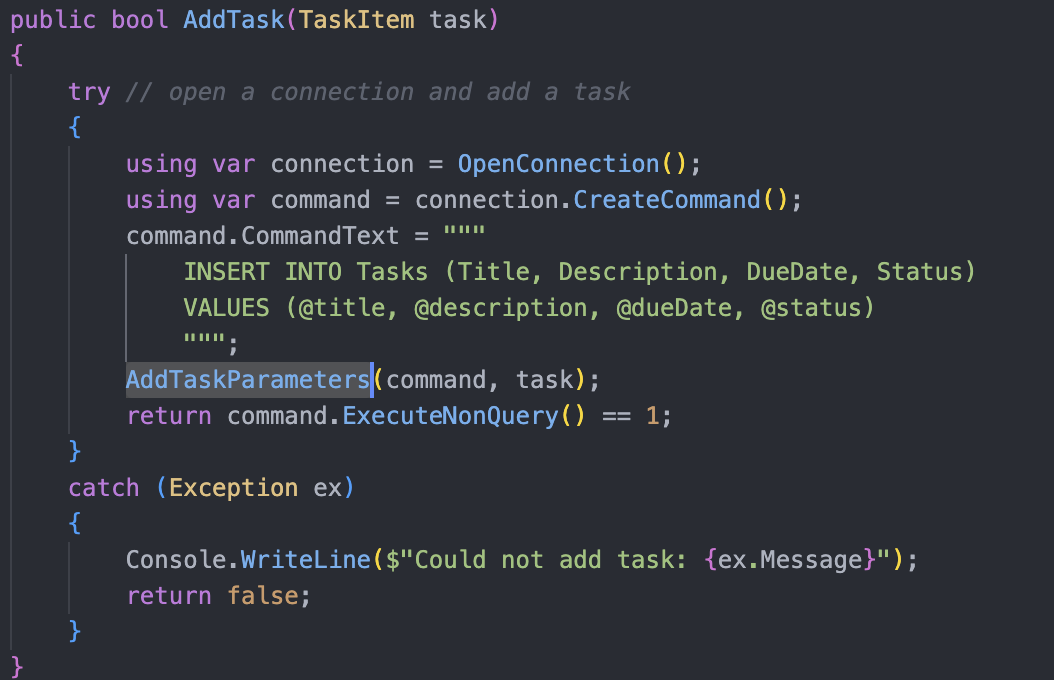 public bool AddTask(TaskItem task)
{
    try // open a connection and add a task
    {
        using var connection = OpenConnection();
        using var command = connection.CreateCommand();
        command.CommandText = """
            INSERT INTO Tasks (Title, Description, DueDate, Status)
            VALUES (@title, @description, @dueDate, @status)
            """;
        AddTaskParameters(command, task);
        return command.ExecuteNonQuery() == 1;
    }
    catch (Exception ex)
    {
        Console.WriteLine($"Could not add task: {ex.Message}");
        return false;
    }
}